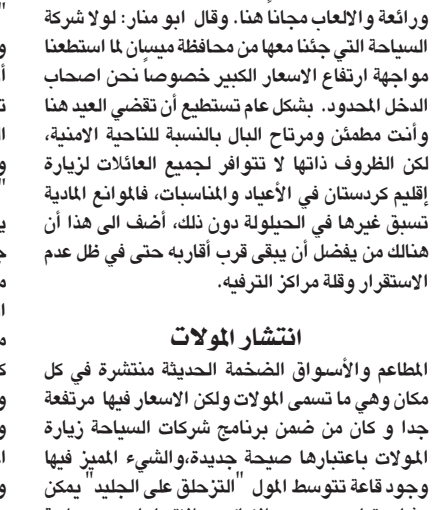 ورائعة والالعاب مجاناً هنا. وقال ابو منار: لولا شركة
السياحة التي جئنا معها من محافظة ميسان لما استطعنا
مواجهة ارتفاع الاسعار الكبير خصوصاً نحن اصحاب
الدخل المحدود. بشكل عام تستطيع أن تقضي العيد هنا
وأنت مطمئن ومرتاح البال بالنسبة للناحية الامنية،
لكن الظروف ذاتها لا تتوافر لجميع العائلات لزيارة
إقليم كردستان في الأعياد والمناسبات، فالموانع المادية
تسبق غيرها في الحيلولة دون ذلك، أضف الى هذا أن
هنالك من يفضل أن يبقى قرب أقاربه حتى في ظل عدم
الاستقرار وقلة مراكز الترفيه.
انتشار المولات
المطاعم والأسواق الضخمة الحديثة منتشرة في كل
مكان وهي ما تسمى المولات ولكن الاسعار فيها مرتفعة
جدا و كان من ضمن برنامج شركات السياحة زيارة
المولات باعتبارها صيحة جديدة،والشيء المميز فيها
وجود قاعة تتوسط المول "التزحلق على الجليد" يمكن